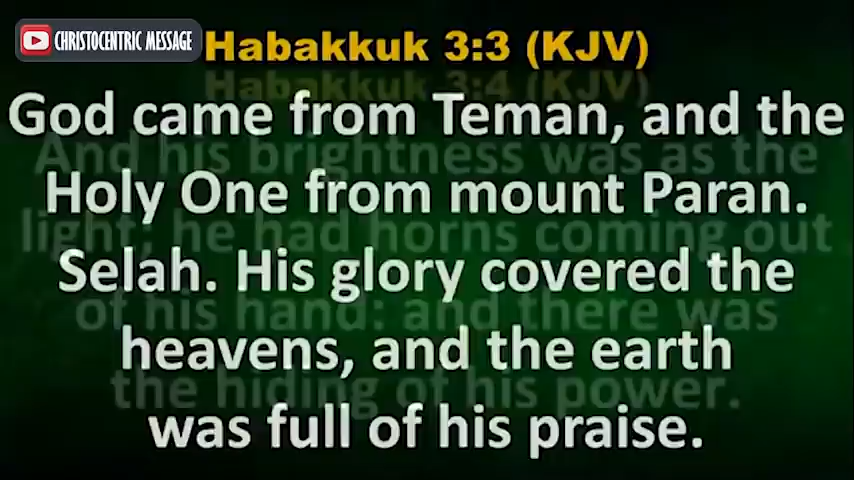 CHRISTOCENTRIC MESSAGE
Habakkuk 3:3 (KJV)
Habakkuk 3:4 (KJV)
God came from Teman, and the
And his brightness was as the
Holy One from mount Paran.
light; he had horns coming out
Selah. His glory covered the
of his hand: and there was
heavens, and the earth
the hiding of his power.
was full of his praise.